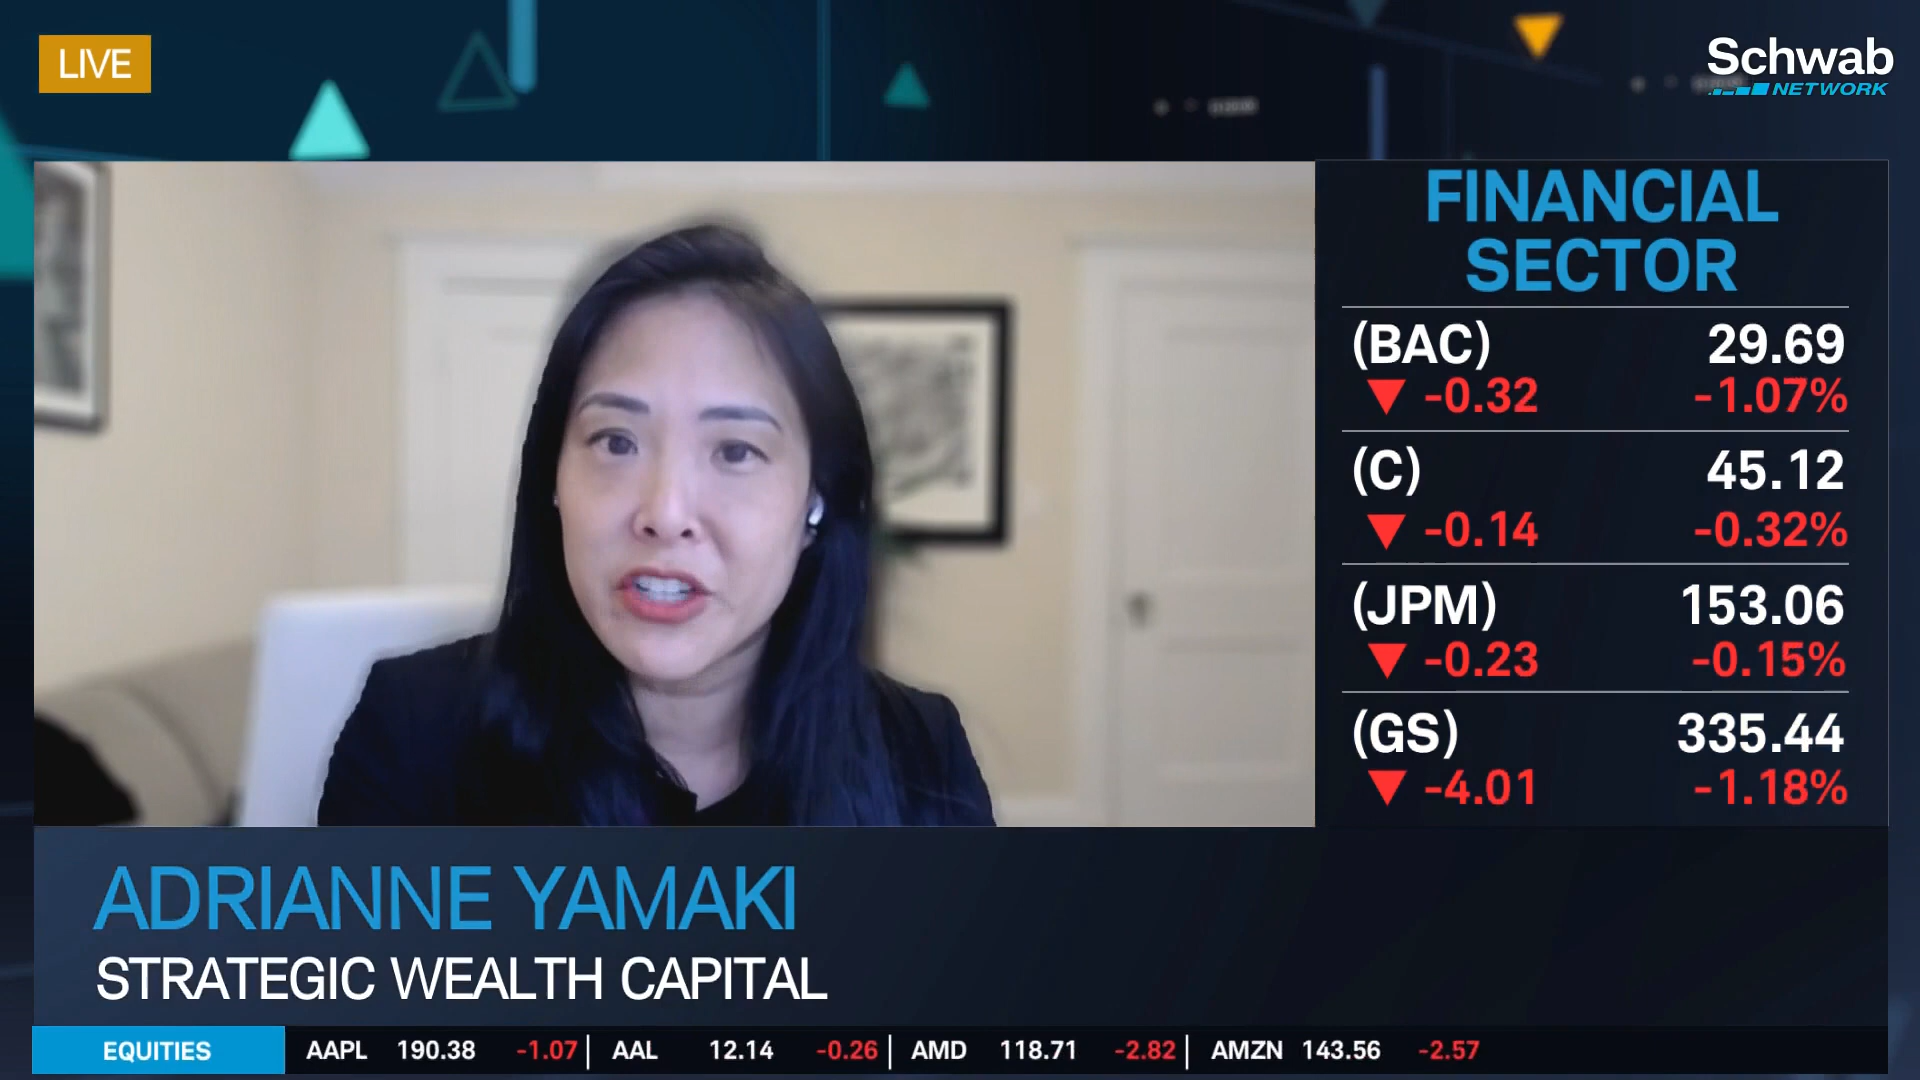 LIVE
Schwab
NETWORK
FINANCIAL
SECTOR
(BAC) 29.69
▼ -0.32 -1.07%
(C) 45.12
▼ -0.14 -0.32%
(JPM) 153.06
▼ -0.23 -0.15%
(GS) 335.44
▼ -4.01 -1.18%
ADRIANNE YAMAKI
STRATEGIC WEALTH CAPITAL
EQUITIES AAPL 190.38 -1.07 | AAL 12.14 -0.26 | AMD 118.71 -2.82 | AMZN 143.56 -2.57